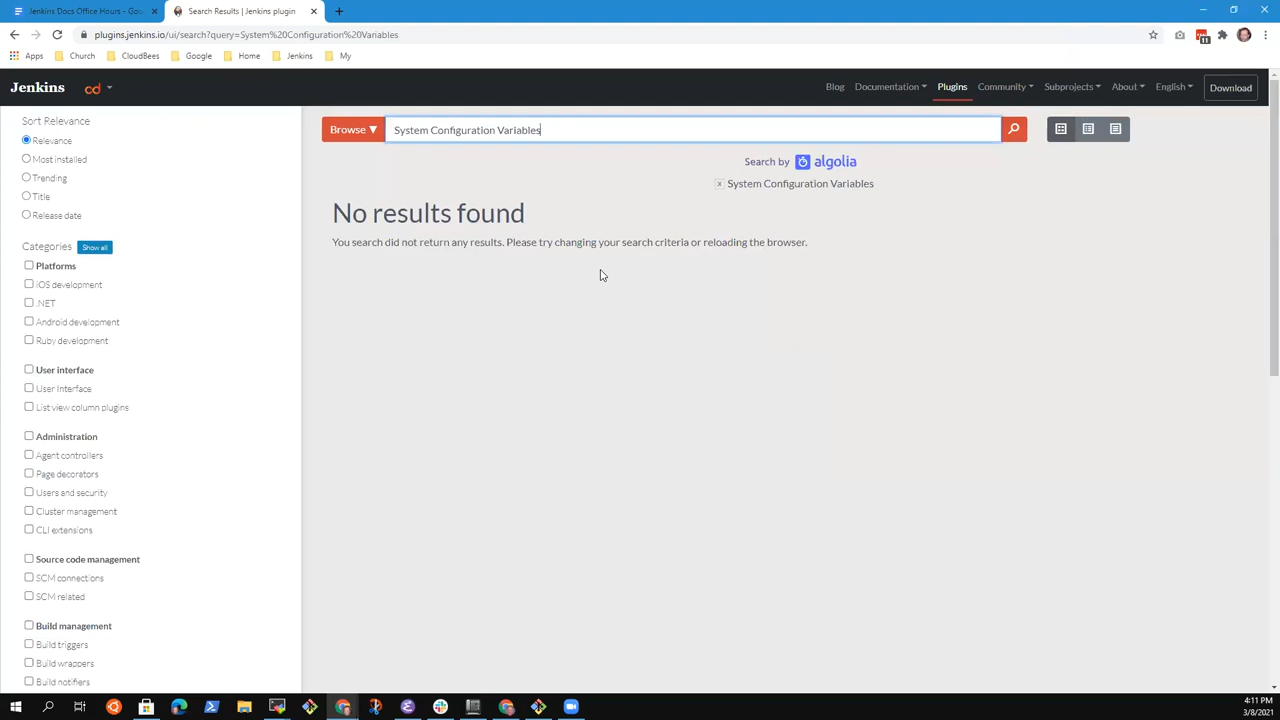 Jenkins Docs Office Hours - Goo
Search Results | Jenkins plugin
plugins.jenkins.io/ui/search?query=System%20Configuration%20Variables
11
Apps
Church
CloudBees
Google
Home
Jenkins
My
Jenkins
cd
Blog
Documentation
Plugins
Community
Subprojects
About
English
Download
Sort Relevance
Relevance
Most installed
Trending
Title
Release date
Categories
Show all
Platforms
iOS development
.NET
Android development
Ruby development
User interface
User Interface
List view column plugins
Administration
Agent controllers
Page decorators
Users and security
Cluster management
CLI extensions
Source code management
SCM connections
SCM related
Build management
Build triggers
Build wrappers
Build notifiers
Browse ▼
System Configuration Variables
Search by algolia
x System Configuration Variables
No results found
You search did not return any results. Please try changing your search criteria or reloading the browser.
4:11 PM
3/8/2021